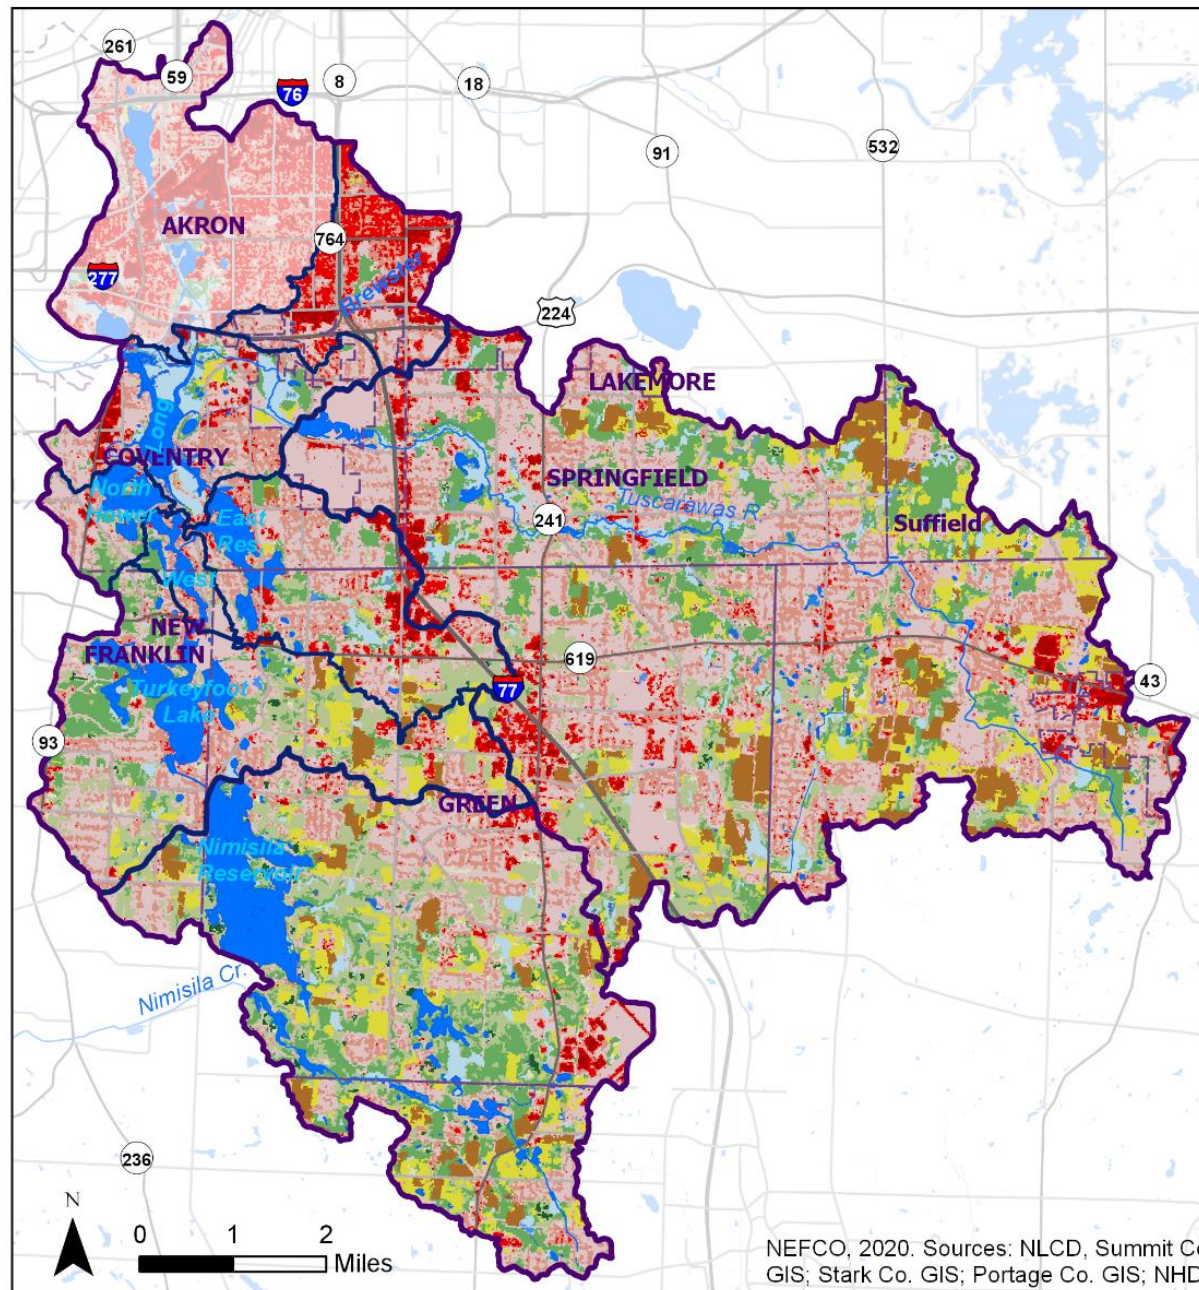 261
59
76
8
18
91
532
AKRON
764
277
Brewster
224
LAKEMORE
Long
COVENTRY
SPRINGFIELD
North
Tuscarawas R.
East
Res
241
Suffield
West
NEW
FRANKLIN
619
Turkeyfoot
Lake
77
43
93
GREEN
Nimisila
Reservoir
Nimisila Cr.
236
N
0 1 2
Miles
NEFCO, 2020. Sources: NLCD, Summit Co
GIS; Stark Co. GIS; Portage Co. GIS; NHD